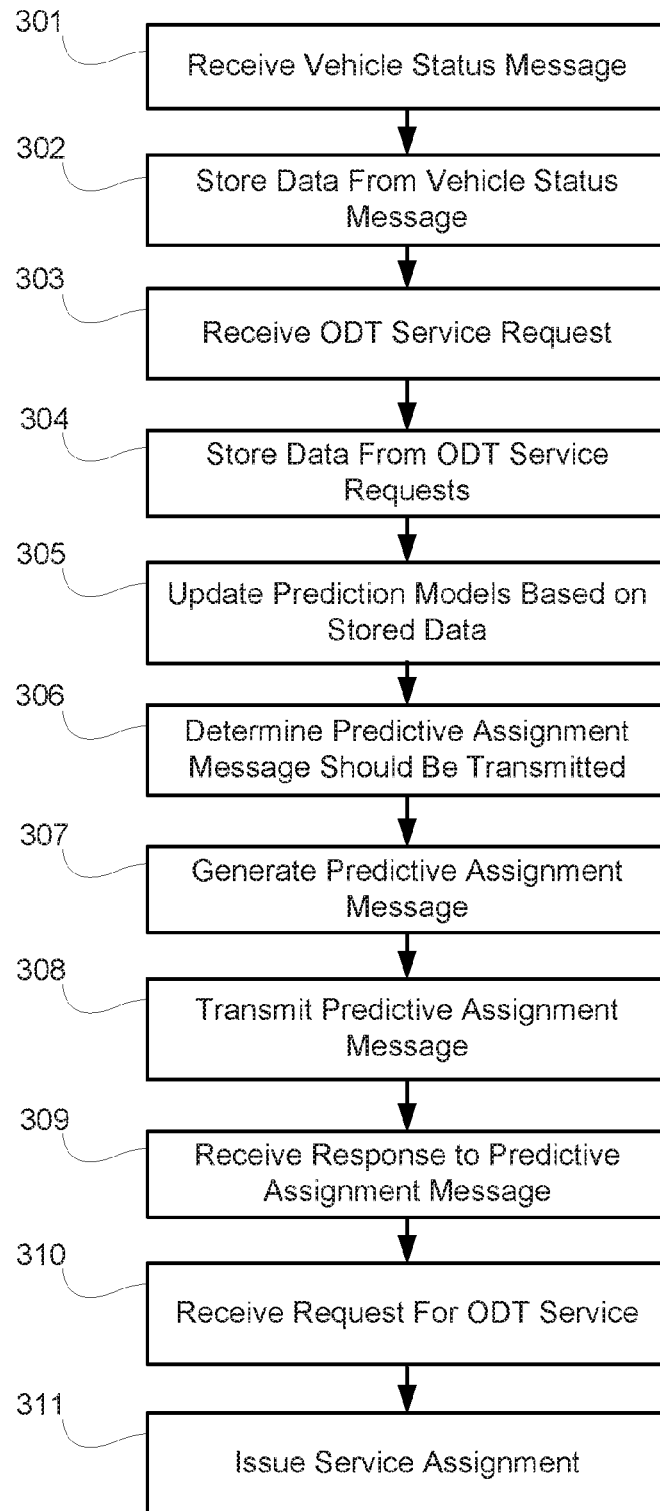 301
Receive Vehicle Status Message
302
Store Data From Vehicle Status
Message
303
Receive ODT Service Request
304
Store Data From ODT Service
Requests
305
Update Prediction Models Based on
Stored Data
306
Determine Predictive Assignment
Message Should Be Transmitted
307
Generate Predictive Assignment
Message
308
Transmit Predictive Assignment
Message
309
Receive Response to Predictive
Assignment Message
310
Receive Request For ODT Service
311
Issue Service Assignment